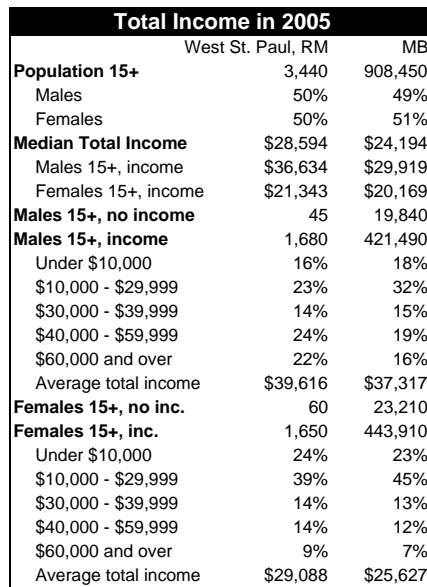 Total Income in 2005
West St. Paul, RM MB
Population 15+ 3,440 908,450
Males 50% 49%
Females 50% 51%
Median Total Income $28,594 $24,194
Males 15+, income $36,634 $29,919
Females 15+, income $21,343 $20,169
Males 15+, no income 45 19,840
Males 15+, income 1,680 421,490
Under $10,000 16% 18%
$10,000 - $29,999 23% 32%
$30,000 - $39,999 14% 15%
$40,000 - $59,999 24% 19%
$60,000 and over 22% 16%
Average total income $39,616 $37,317
Females 15+, no inc. 60 23,210
Females 15+, inc. 1,650 443,910
Under $10,000 24% 23%
$10,000 - $29,999 39% 45%
$30,000 - $39,999 14% 13%
$40,000 - $59,999 14% 12%
$60,000 and over 9% 7%
Average total income $29,088 $25,627